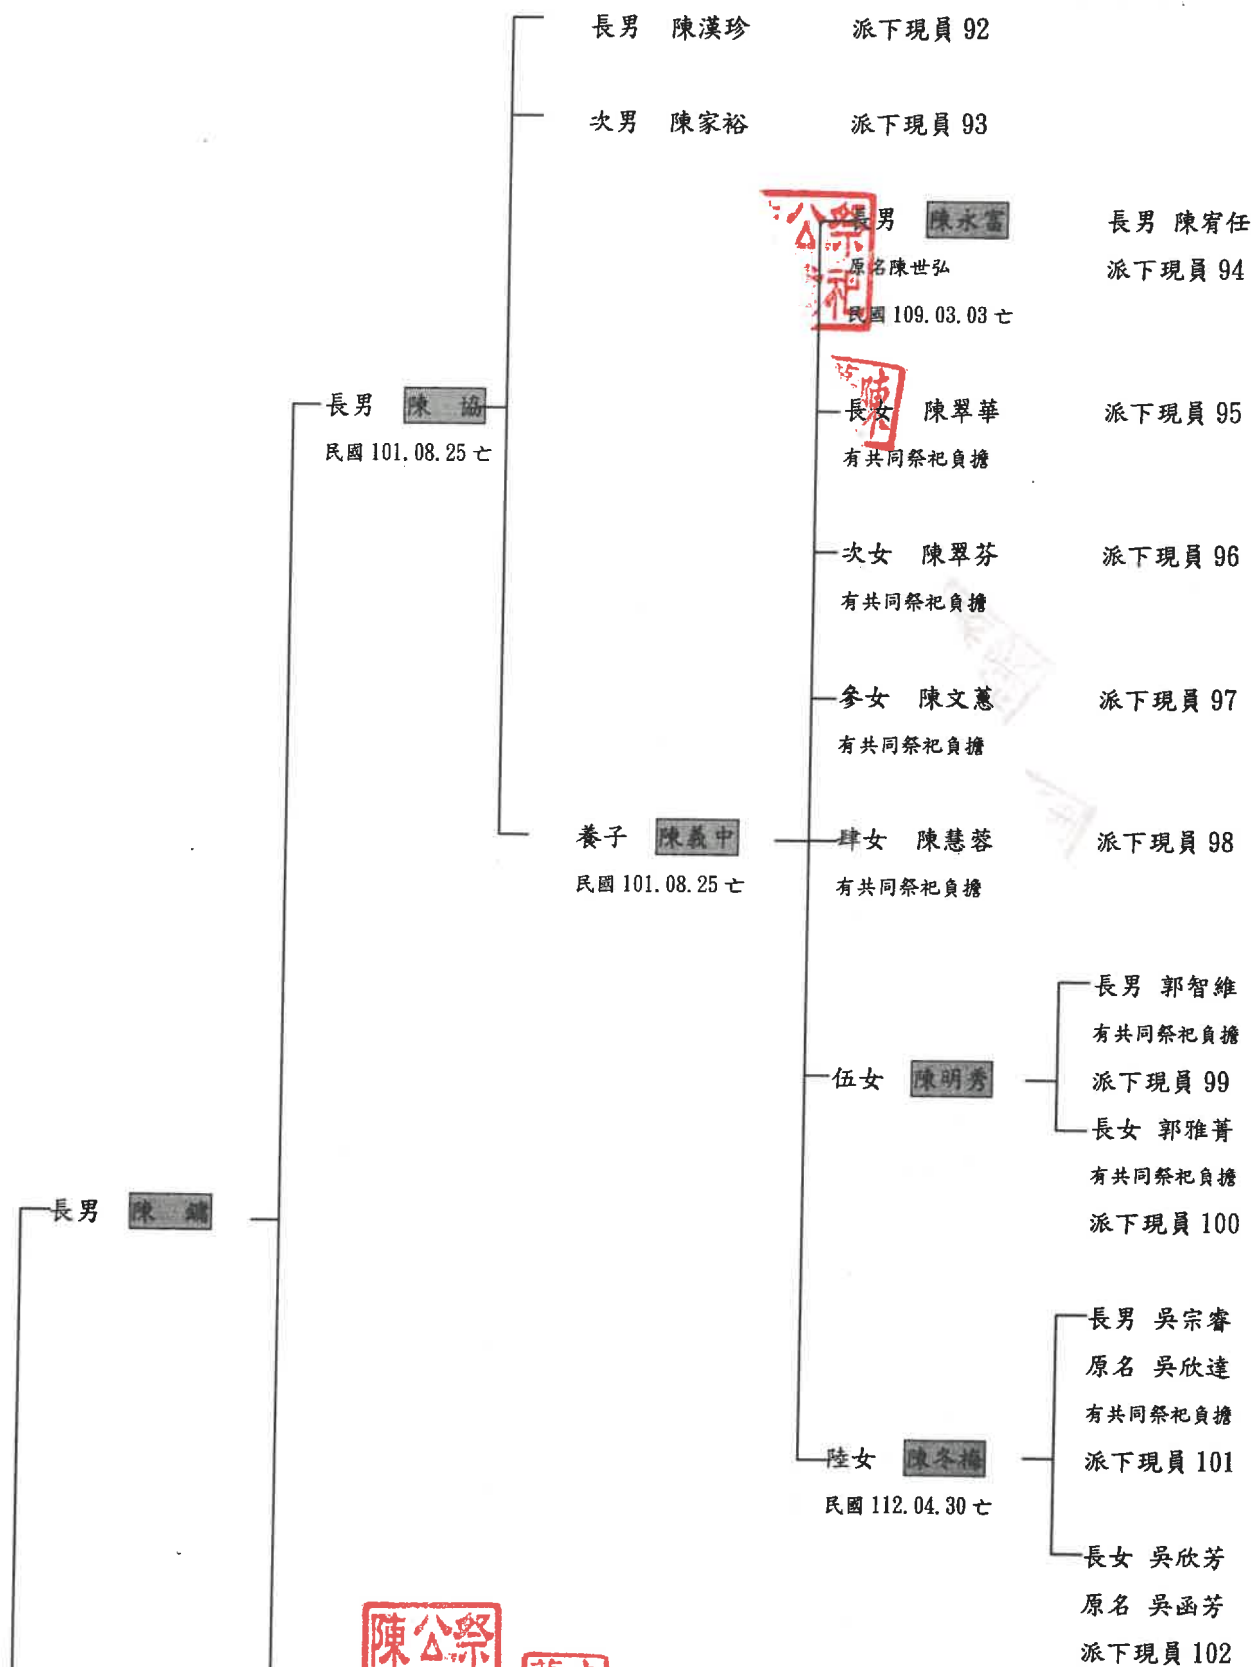 長男 陳漢珍 派下現員 92
次男 陳家裕 派下現員 93
長男 陳永富 長男 陳宥任
原名陳世弘 派下現員 94
民國 109.03.03 亡
長男 陳 協
民國 101.08.25 亡
長女 陳翠華 派下現員 95
有共同祭祀負擔
次女 陳翠芬 派下現員 96
有共同祭祀負擔
參女 陳文蕙 派下現員 97
有共同祭祀負擔
養子 陳義中
民國 101.08.25 亡
肆女 陳慧蓉 派下現員 98
有共同祭祀負擔
伍女 陳明秀
長男 郭智維
有共同祭祀負擔
派下現員 99
長女 郭雅菁
有共同祭祀負擔
派下現員 100
長男 陳 鏞
陸女 陳冬梅
民國 112.04.30 亡
長男 吳宗睿
原名 吳欣達
有共同祭祀負擔
派下現員 101
長女 吳欣芳
原名 吳函芳
派下現員 102
公祭
祀
陳
陳公祭